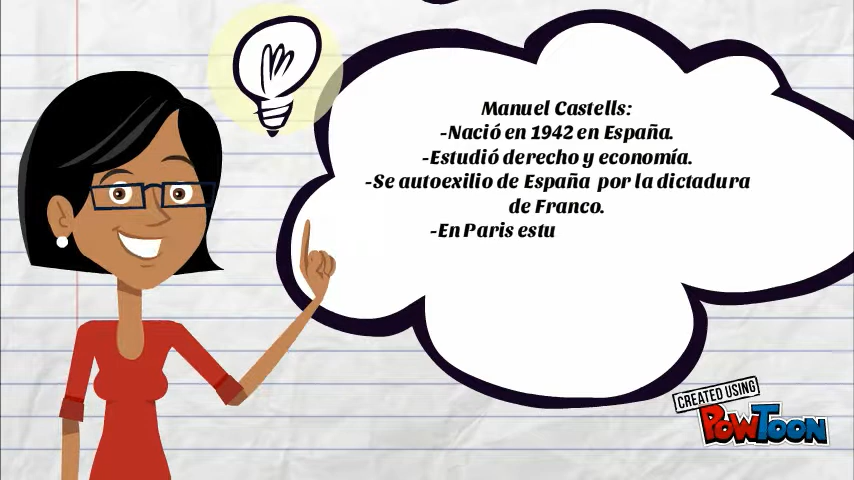 Manuel Castells:
-Nació en 1942 en España.
-Estudió derecho y economía.
-Se autoexilio de España por la dictadura
de Franco.
-En Paris estu
CREATED USING
POWTOON